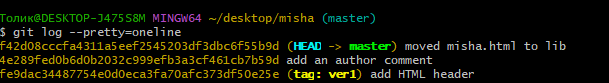 Толик@DESKTOP-J475S8M MINGW64 ~/desktop/misha (master)
$ git log --pretty=oneline
f42d08cccfa4311a5eef2545203df3dbc6f55b9d (HEAD -> master) moved misha.html to lib
4e289fed0b6d0b2032c999efb3a3cf461cb7b59d add an author comment
fe9dac34487754e0d0eca3fa70afc373df50e25e (tag: ver1) add HTML header